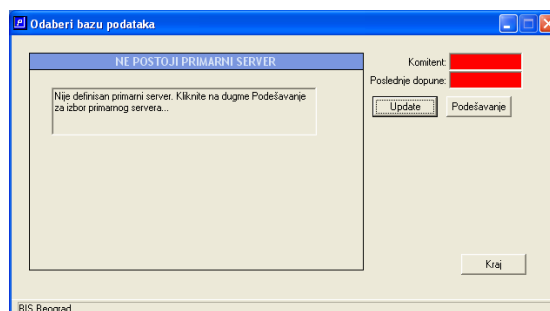 Odaberi bazu podataka
NE POSTOJI PRIMARNI SERVER
Nije definisan primarni server. Kliknite na dugme Podešavanje
za izbor primarnog servera...
Komitent:
Poslednje dopune:
Update
Podešavanje
Kraj
BIS Beograd